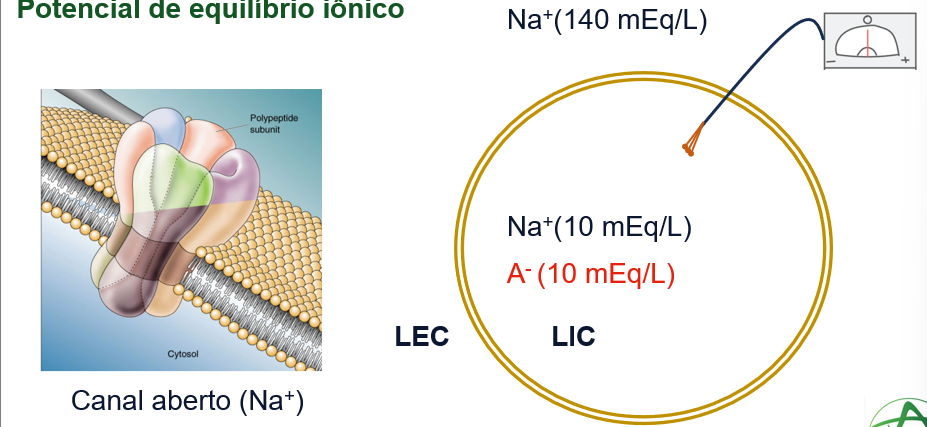 Potencial de equilíbrio iônico
Na⁺(140 mEq/L)
0
− +
Polypeptide
subunit
Cytosol
Canal aberto (Na⁺)
Na⁺(10 mEq/L)
A⁻ (10 mEq/L)
LEC
LIC